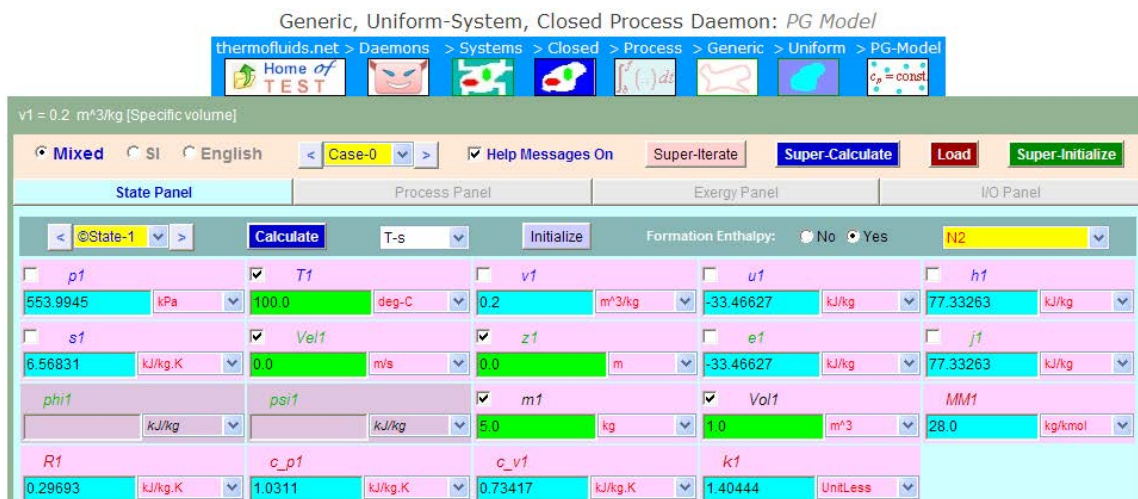 Generic, Uniform-System, Closed Process Daemon: PG Model
thermofluids.net > Daemons > Systems > Closed > Process > Generic > Uniform > PG-Model
Home of TEST
c_p = const.
v1 = 0.2 m^3/kg [Specific volume]
Mixed SI English < Case-0 > Help Messages On Super-Iterate Super-Calculate Load Super-Initialize
State Panel Process Panel Exergy Panel I/O Panel
< ©State-1 > Calculate T-s Initialize Formation Enthalpy: No Yes N2
p1 T1 v1 u1 h1
553.9945 kPa 100.0 deg-C 0.2 m^3/kg -33.46627 kJ/kg 77.33263 kJ/kg
s1 Vel1 z1 e1 j1
6.56831 kJ/kg.K 0.0 m/s 0.0 m -33.46627 kJ/kg 77.33263 kJ/kg
phi1 psi1 m1 Vol1 MM1
kJ/kg kJ/kg 5.0 kg 1.0 m^3 28.0 kg/kmol
R1 c_p1 c_v1 k1
0.29693 kJ/kg.K 1.0311 kJ/kg.K 0.73417 kJ/kg.K 1.40444 UnitLess